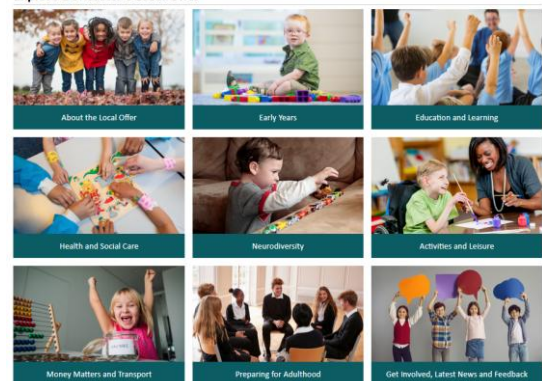 About the Local Offer
Early Years
Education and Learning
Health and Social Care
Neurodiversity
Activities and Leisure
Money Matters and Transport
Preparing for Adulthood
Get Involved, Latest News and Feedback